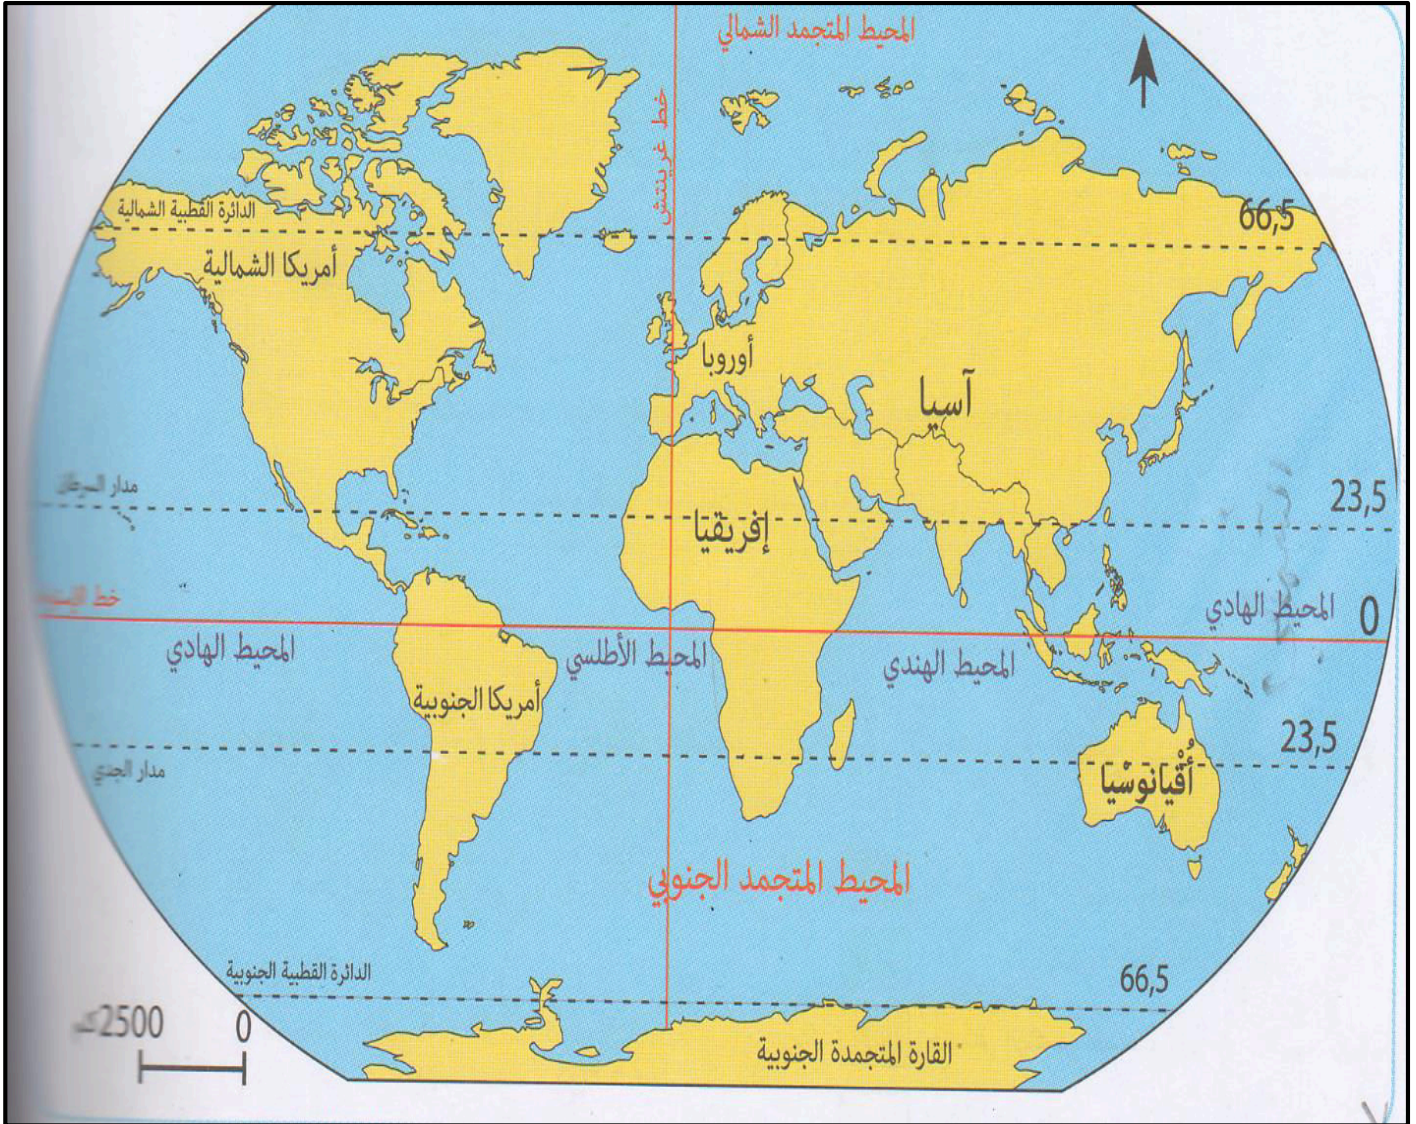 المحيط المتجمد الشمالي
خط غرينتش
الدائرة القطبية الشمالية
66,5
أمريكا الشمالية
أوروبا
آسيا
مدار السرطان
23,5
إفريقيا
خط
المحيط الهادي
0
المحيط الهادي
المحيط الأطلسي
المحيط الهندي
أمريكا الجنوبية
23,5
مدار الجدي
أُقْيَانوسْيَا
المحيط المتجمد الجنوبي
الدائرة القطبية الجنوبية
66,5
2500 0
القارة المتجمدة الجنوبية